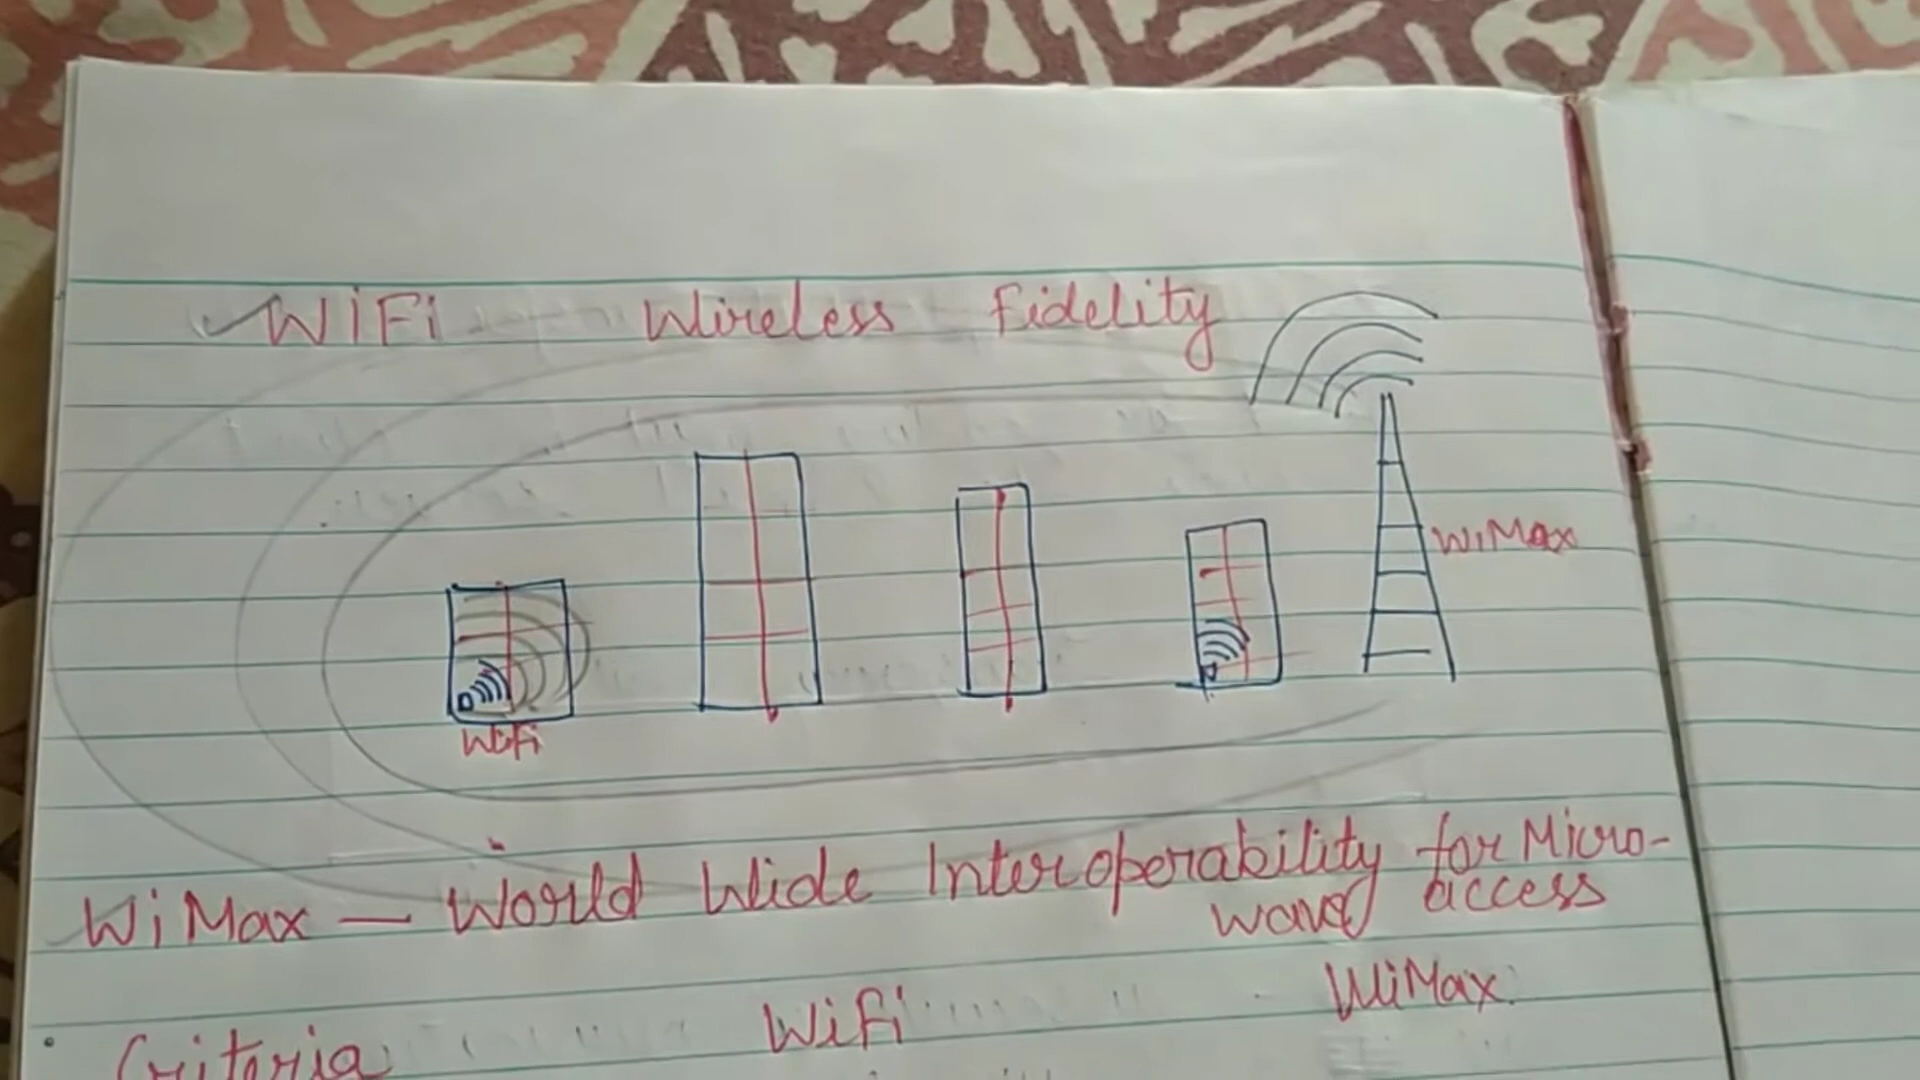 WiFi Wireless Fidelity
WiMax
WiFi
WiMax — World Wide Interoperability for Micro-
wave access
Criteria WiFi WiMax